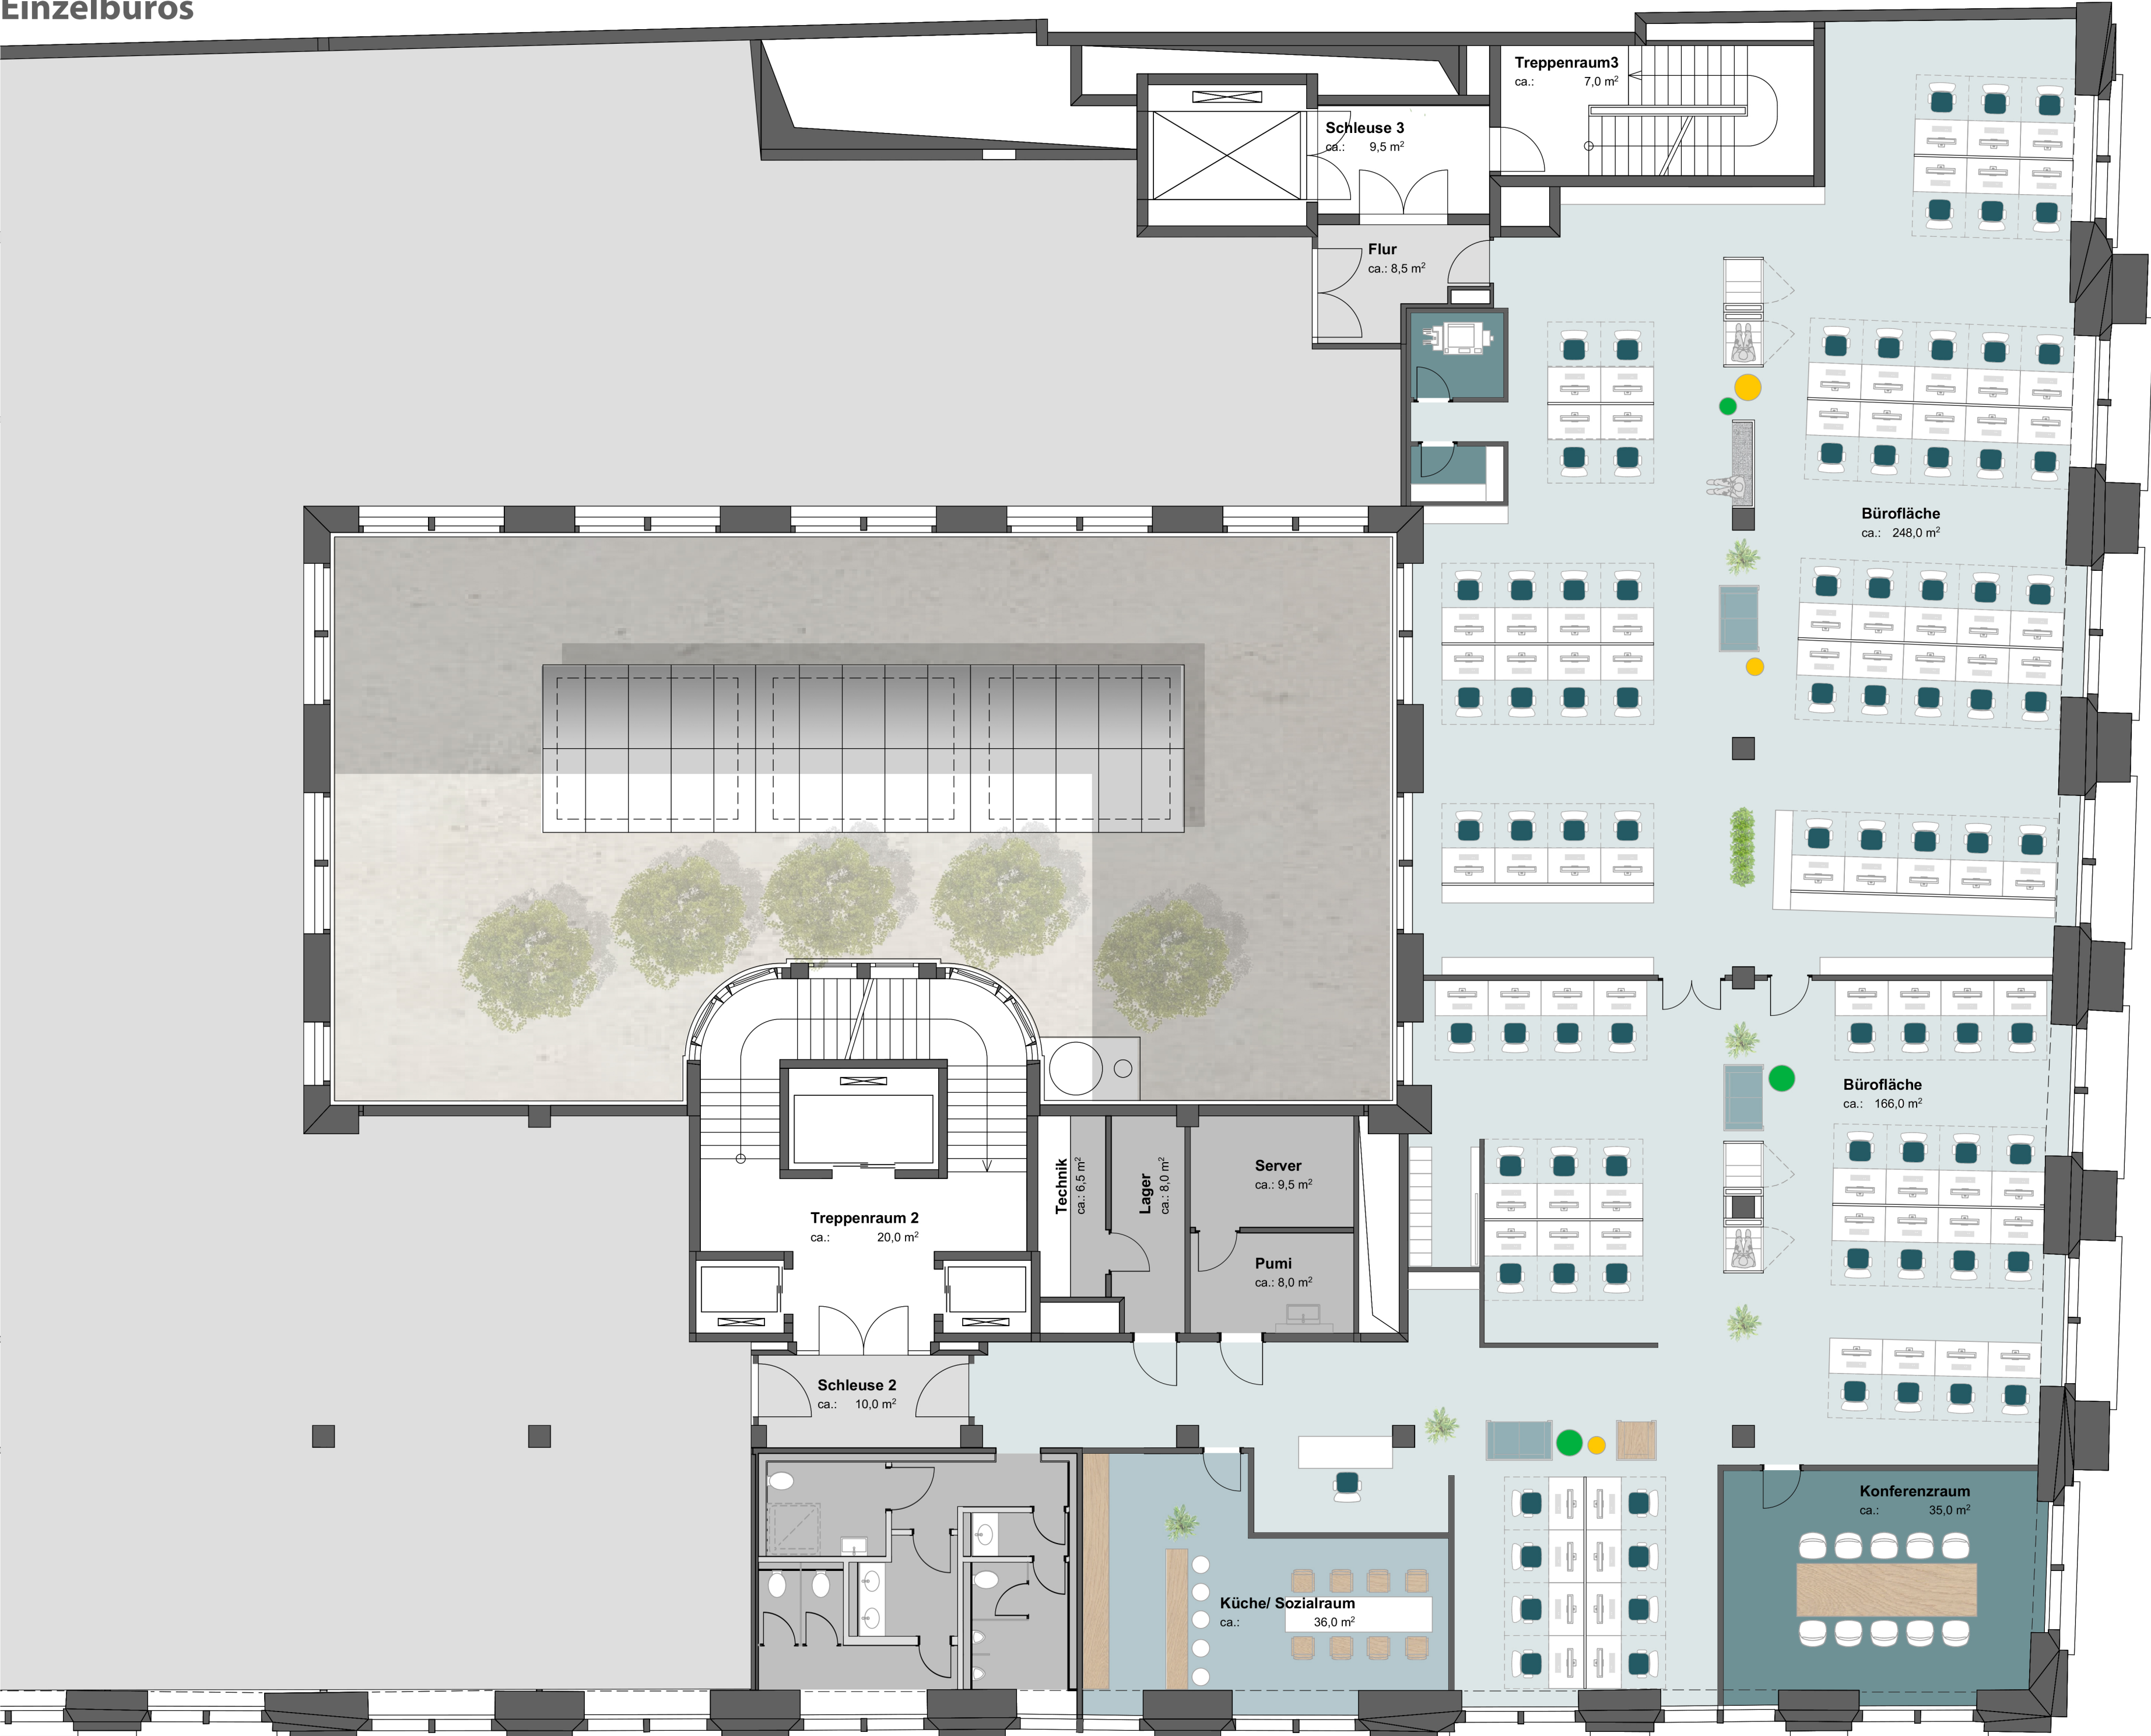 Einzelbüros
Treppenraum3
ca.: 7,0 m²
Schleuse 3
ca.: 9,5 m²
Flur
ca.: 8,5 m²
Bürofläche
ca.: 248,0 m²
Bürofläche
ca.: 166,0 m²
Technik
ca.: 6,5 m²
Lager
ca.: 8,0 m²
Server
ca.: 9,5 m²
Treppenraum 2
ca.: 20,0 m²
Pumi
ca.: 8,0 m²
Schleuse 2
ca.: 10,0 m²
Konferenzraum
ca.: 35,0 m²
Küche/ Sozialraum
ca.: 36,0 m²